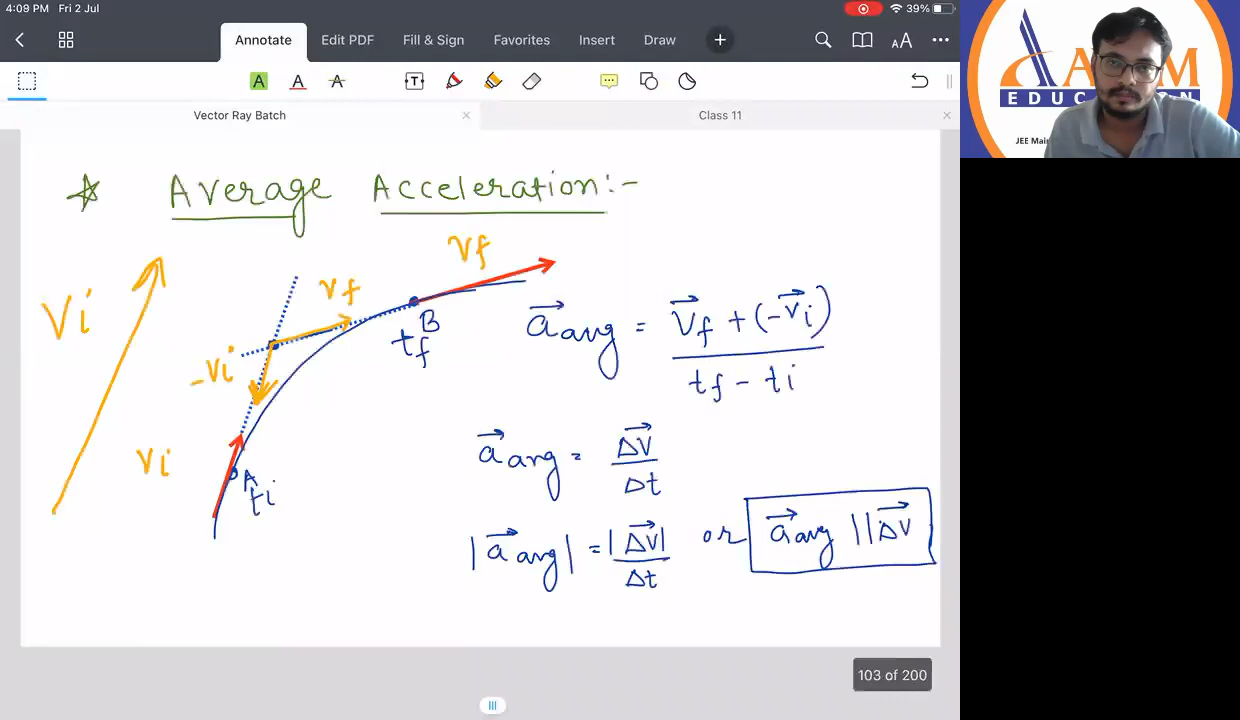 4:09 PM Fri 2 Jul
39%
Annotate Edit PDF Fill & Sign Favorites Insert Draw
Vector Ray Batch
Class 11
EDUC
JEE Main
☆ Average Acceleration:-
Vf
Vf
Vi
B
tf
-Vi
Vi
A
ti
a⃗ avg = V⃗f + (-V⃗i) / tf - ti
a⃗ avg = ΔV⃗ / Δt
|a⃗ avg| = |ΔV⃗| / Δt or a⃗ avg || ΔV⃗
103 of 200